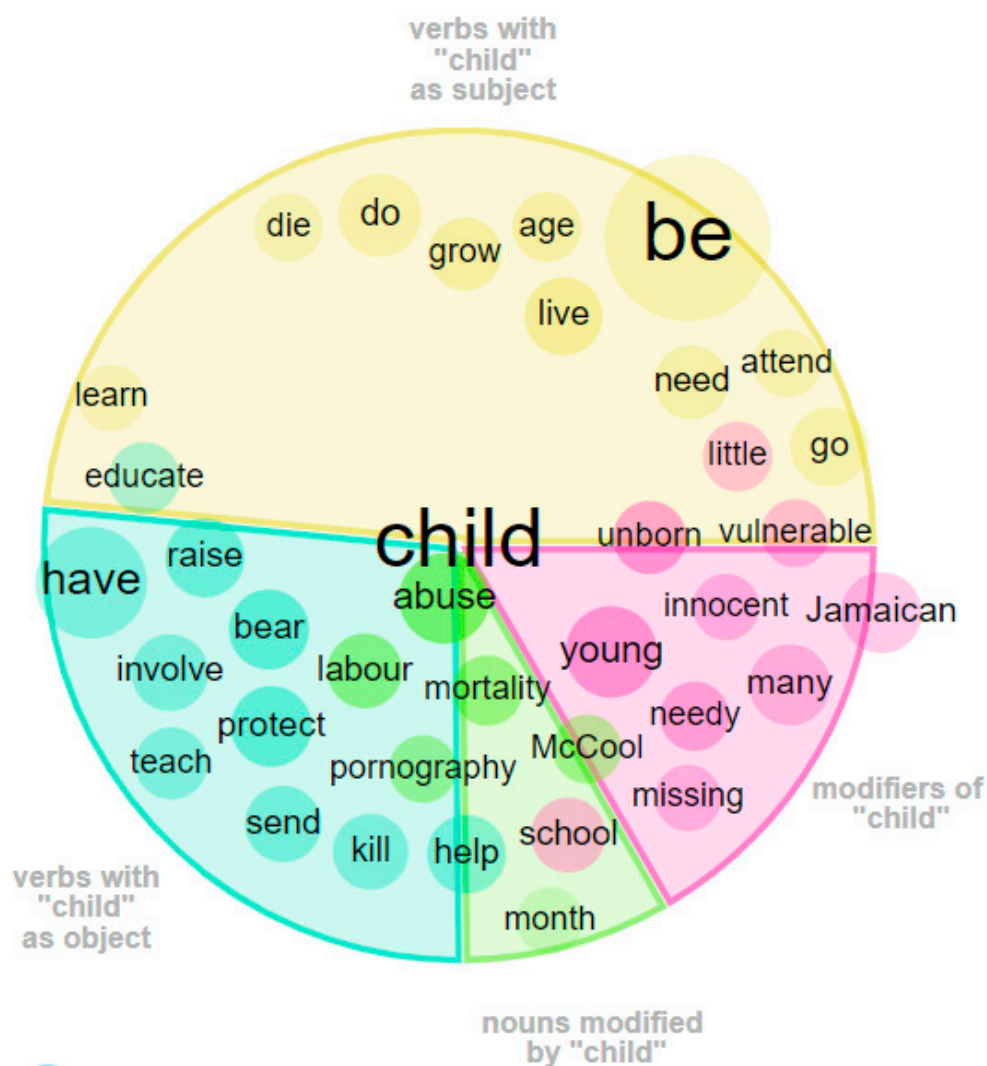 verbs with
"child"
as subject
be
die
do
grow
age
live
need
attend
learn
little
go
educate
child
unborn
vulnerable
have
raise
abuse
innocent
Jamaican
bear
involve
labour
mortality
young
many
protect
needy
teach
pornography
McCool
missing
modifiers of
"child"
send
kill
help
school
month
verbs with
"child"
as object
nouns modified
by "child"